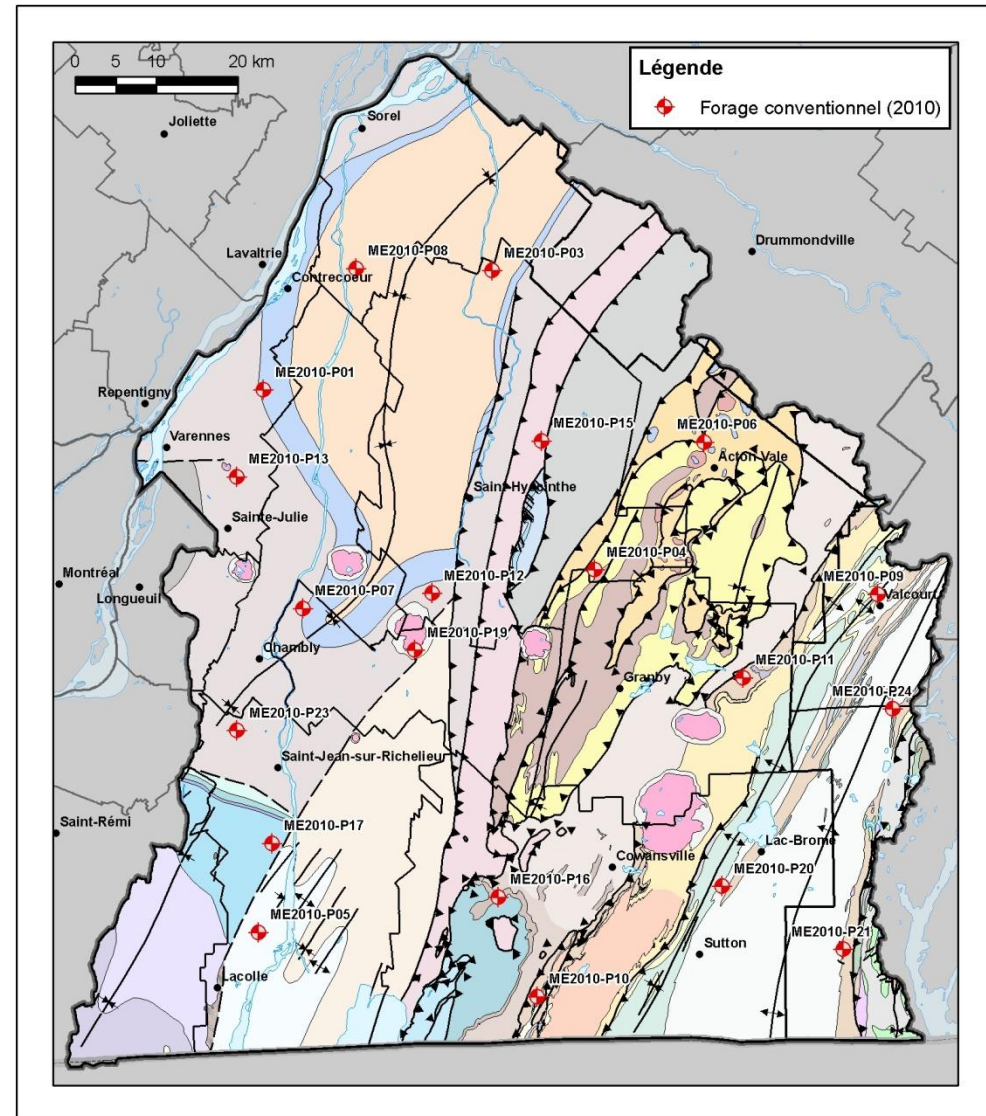 0 5 10 20 km
Légende
Forage conventionnel (2010)
Joliette
Sorel
Drummondville
Lavaltrie
ME2010-P08
ME2010-P03
Contrecoeur
ME2010-P01
Repentigny
Varennes
ME2010-P15
ME2010-P06
ME2010-P13
Acton Vale
Saint-Hyacinthe
Sainte-Julie
ME2010-P04
Montréal
Longueuil
ME2010-P12
ME2010-P09
Valcourt
ME2010-P07
ME2010-P19
Chambly
ME2010-P11
Granby
ME2010-P24
ME2010-P23
Saint-Jean-sur-Richelieu
Saint-Rémi
ME2010-P17
Lac-Brome
Cowansville
ME2010-P16
ME2010-P20
ME2010-P05
Sutton
ME2010-P21
Lacolle
ME2010-P10